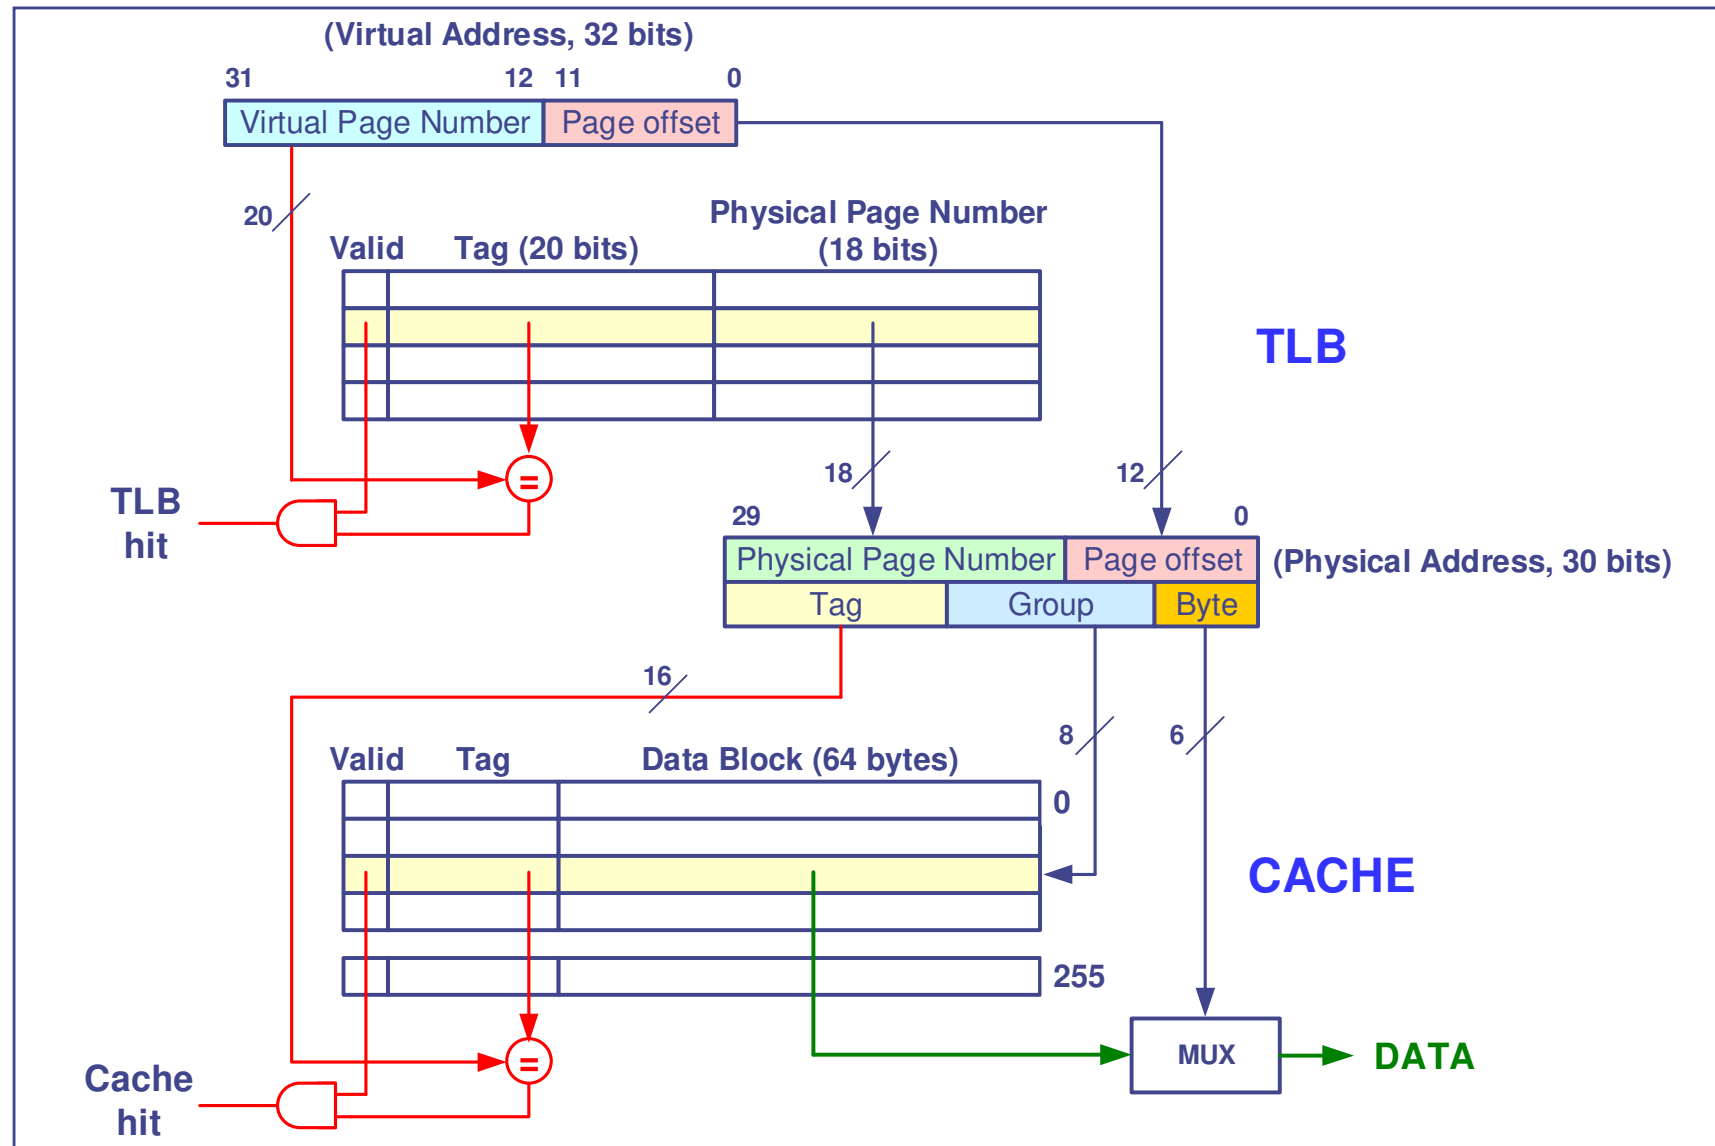 (Virtual Address, 32 bits)
31 12 11 0
Virtual Page Number Page offset
20
Physical Page Number
Valid Tag (20 bits) (18 bits)
TLB
18 12
=
TLB
hit
29 0
Physical Page Number Page offset (Physical Address, 30 bits)
Tag Group Byte
16
8 6
Valid Tag Data Block (64 bytes)
0
CACHE
255
=
MUX DATA
Cache
hit